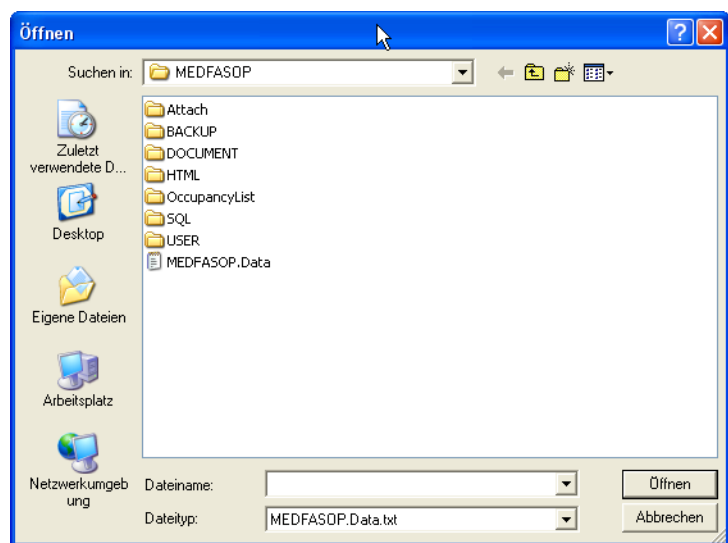 Öffnen
Suchen in: MEDFASOP
Attach
BACKUP
DOCUMENT
HTML
OccupancyList
SQL
USER
MEDFASOP.Data
Zuletzt
verwendete D...
Desktop
Eigene Dateien
Arbeitsplatz
Netzwerkumgeb
ung
Dateiname: Öffnen
Dateityp: MEDFASOP.Data.txt Abbrechen